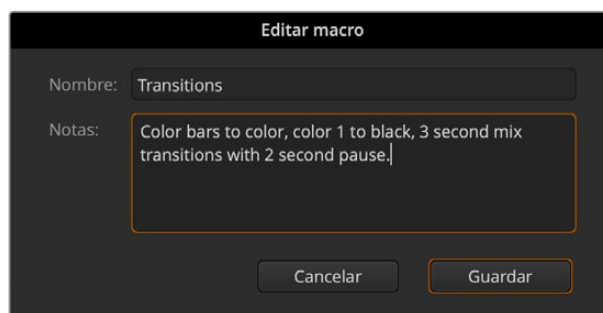 Editar macro
Nombre: Transitions
Notas: Color bars to color, color 1 to black, 3 second mix
transitions with 2 second pause.
Cancelar Guardar